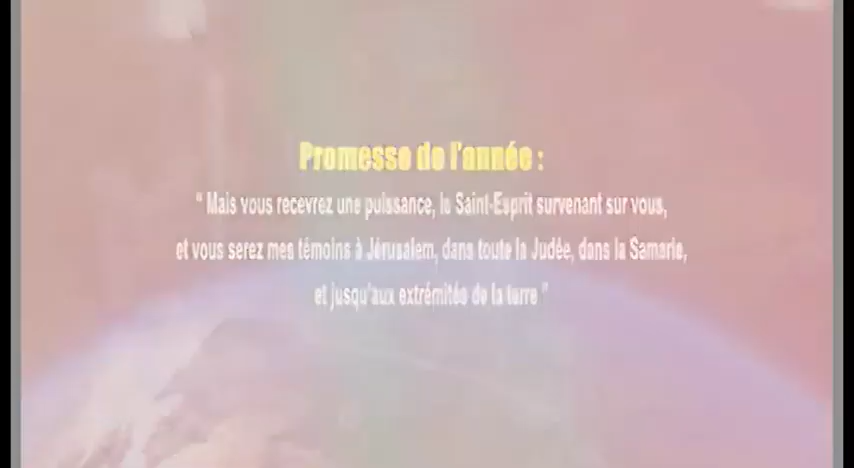 Promesse de l'année :
" Mais vous recevrez une puissance, le Saint-Esprit survenant sur vous,
et vous serez mes témoins à Jérusalem, dans toute la Judée, dans la Samarie,
et jusqu'aux extrémités de la terre "